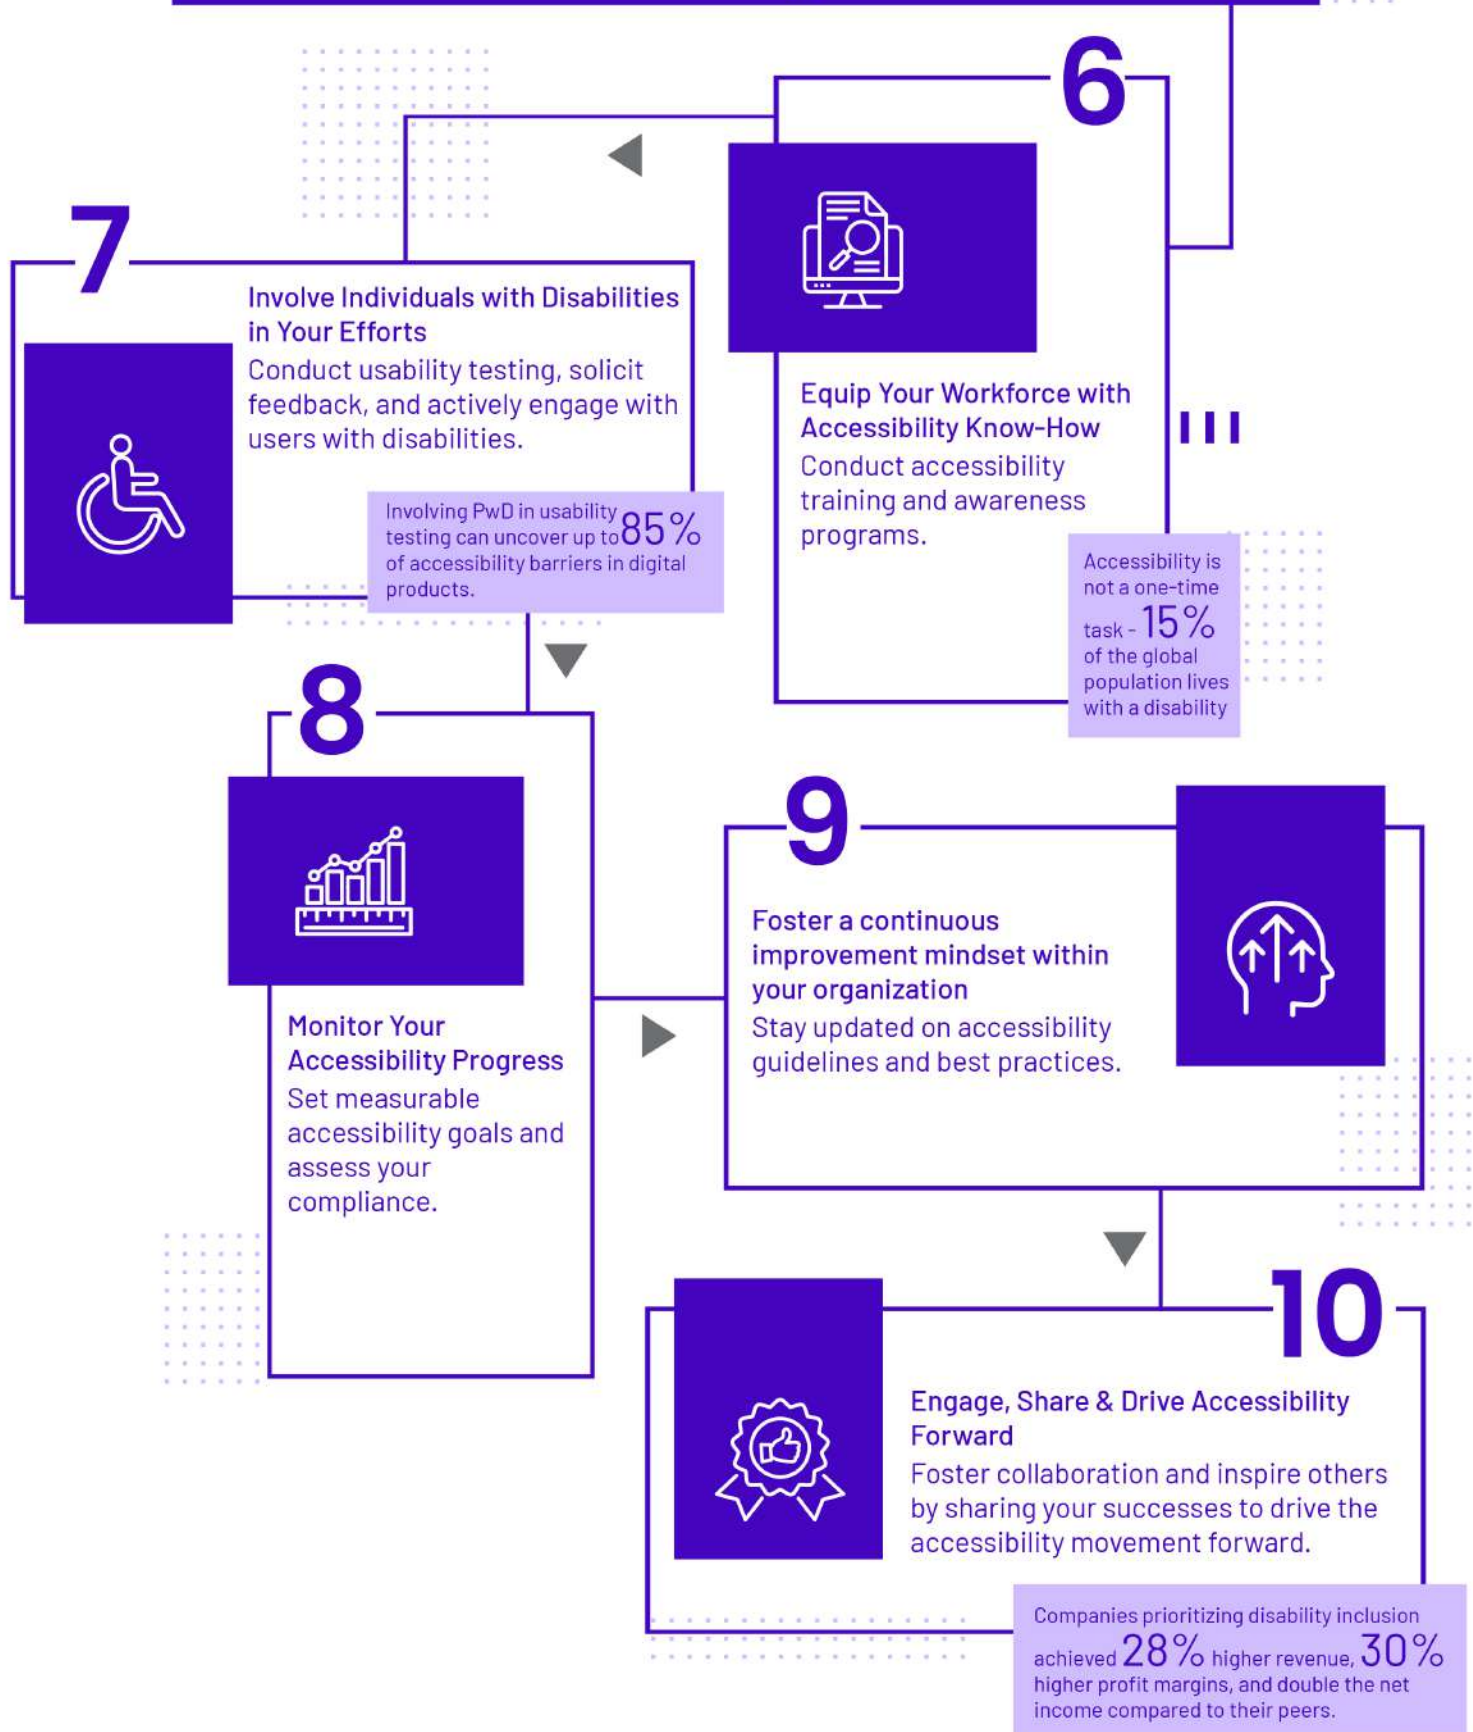 6
Equip Your Workforce with
Accessibility Know-How
Conduct accessibility
training and awareness
programs.
Accessibility is
not a one-time
task - 15%
of the global
population lives
with a disability
7
Involve Individuals with Disabilities
in Your Efforts
Conduct usability testing, solicit
feedback, and actively engage with
users with disabilities.
Involving PwD in usability
testing can uncover up to 85%
of accessibility barriers in digital
products.
8
Monitor Your
Accessibility Progress
Set measurable
accessibility goals and
assess your
compliance.
9
Foster a continuous
improvement mindset within
your organization
Stay updated on accessibility
guidelines and best practices.
10
Engage, Share & Drive Accessibility
Forward
Foster collaboration and inspire others
by sharing your successes to drive the
accessibility movement forward.
Companies prioritizing disability inclusion
achieved 28% higher revenue, 30%
higher profit margins, and double the net
income compared to their peers.